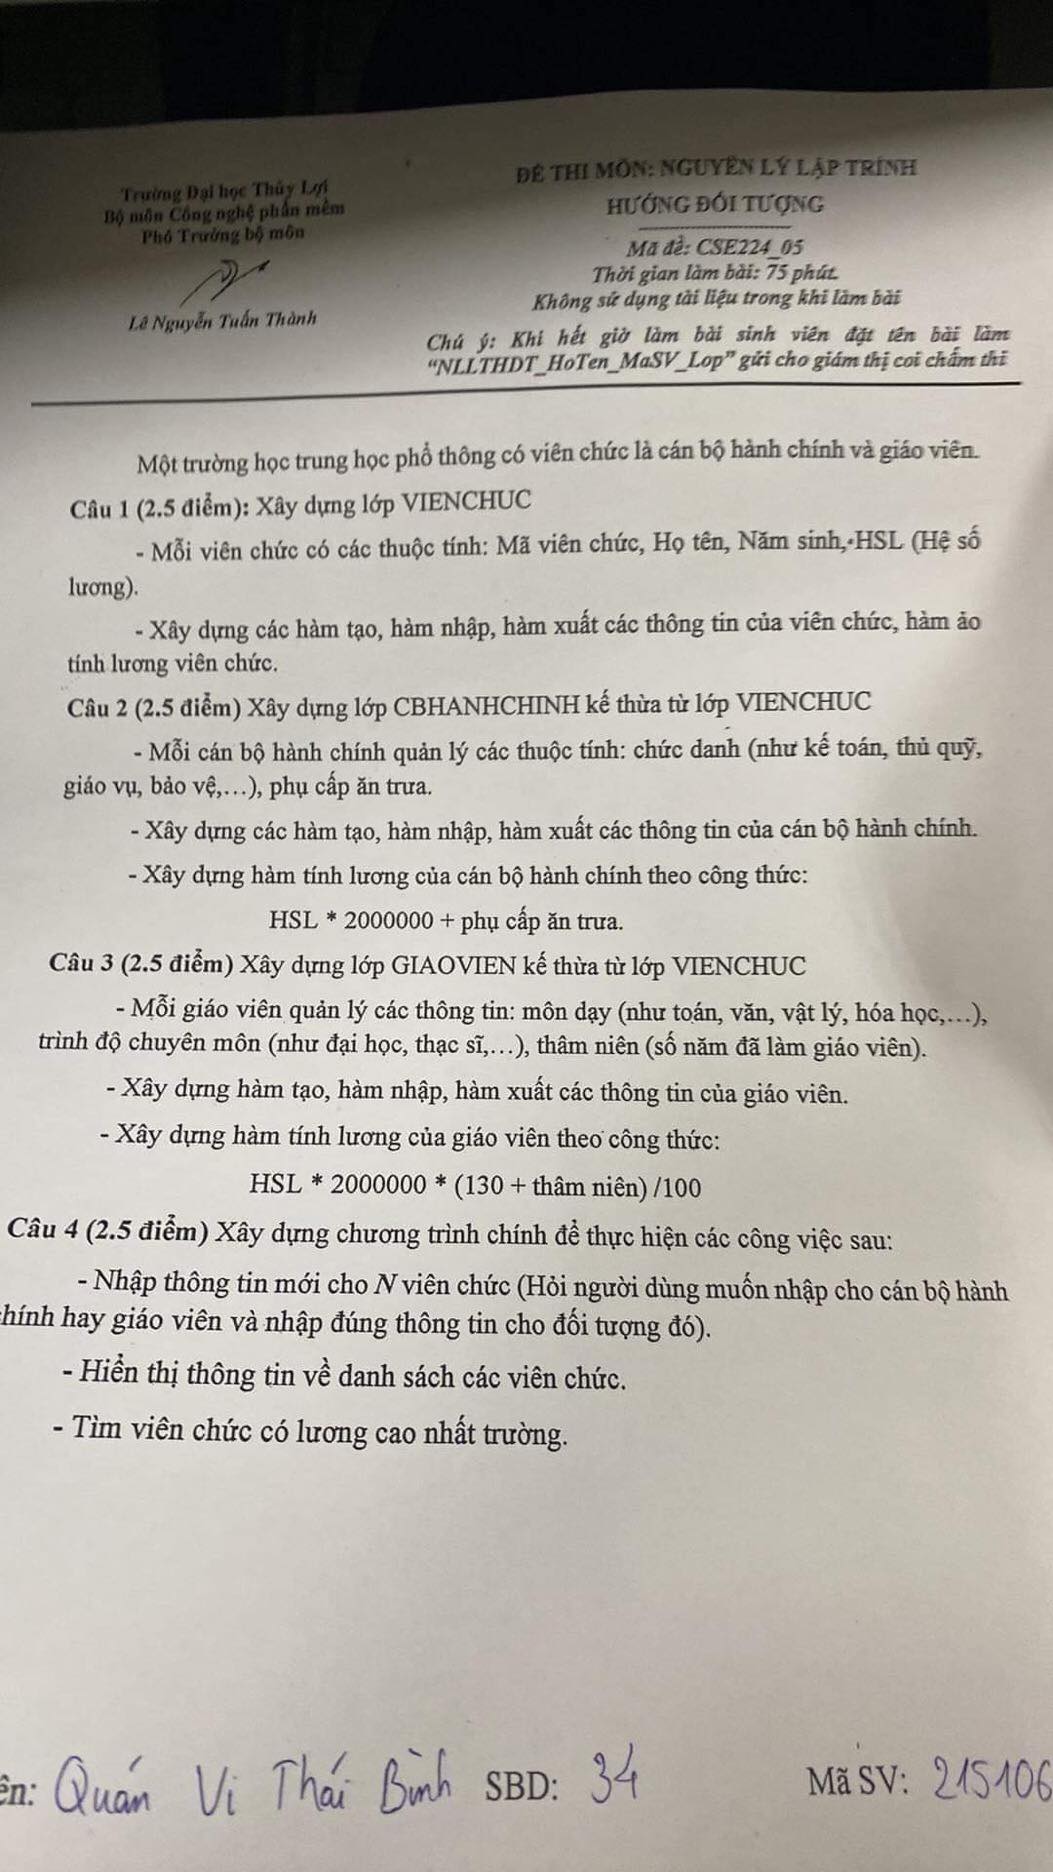 Trường Đại học Thủy Lợi
Bộ môn Công nghệ phần mềm
Phó Trưởng bộ môn
Lê Nguyễn Tuấn Thành
ĐỀ THI MÔN: NGUYÊN LÝ LẬP TRÌNH
HƯỚNG ĐỐI TƯỢNG
Mã đề: CSE224_05
Thời gian làm bài: 75 phút.
Không sử dụng tài liệu trong khi làm bài
Chú ý: Khi hết giờ làm bài sinh viên đặt tên bài làm
“NLLTHDT_HoTen_MaSV_Lop” gửi cho giám thị coi chấm thi
Một trường học trung học phổ thông có viên chức là cán bộ hành chính và giáo viên.
Câu 1 (2.5 điểm): Xây dựng lớp VIENCHUC
- Mỗi viên chức có các thuộc tính: Mã viên chức, Họ tên, Năm sinh, HSL (Hệ số
lương).
- Xây dựng các hàm tạo, hàm nhập, hàm xuất các thông tin của viên chức, hàm ảo
tính lương viên chức.
Câu 2 (2.5 điểm) Xây dựng lớp CBHANHCHINH kế thừa từ lớp VIENCHUC
- Mỗi cán bộ hành chính quản lý các thuộc tính: chức danh (như kế toán, thủ quỹ,
giáo vụ, bảo vệ,...), phụ cấp ăn trưa.
- Xây dựng các hàm tạo, hàm nhập, hàm xuất các thông tin của cán bộ hành chính.
- Xây dựng hàm tính lương của cán bộ hành chính theo công thức:
HSL * 2000000 + phụ cấp ăn trưa.
Câu 3 (2.5 điểm) Xây dựng lớp GIAOVIEN kế thừa từ lớp VIENCHUC
- Mỗi giáo viên quản lý các thông tin: môn dạy (như toán, văn, vật lý, hóa học,...),
trình độ chuyên môn (như đại học, thạc sĩ,...), thâm niên (số năm đã làm giáo viên).
- Xây dựng hàm tạo, hàm nhập, hàm xuất các thông tin của giáo viên.
- Xây dựng hàm tính lương của giáo viên theo công thức:
HSL * 2000000 * (130 + thâm niên) /100
Câu 4 (2.5 điểm) Xây dựng chương trình chính để thực hiện các công việc sau:
- Nhập thông tin mới cho N viên chức (Hỏi người dùng muốn nhập cho cán bộ hành
hính hay giáo viên và nhập đúng thông tin cho đối tượng đó).
- Hiển thị thông tin về danh sách các viên chức.
- Tìm viên chức có lương cao nhất trường.
ên: Quán Vi Thái Bình SBD: 34 Mã SV: 215106